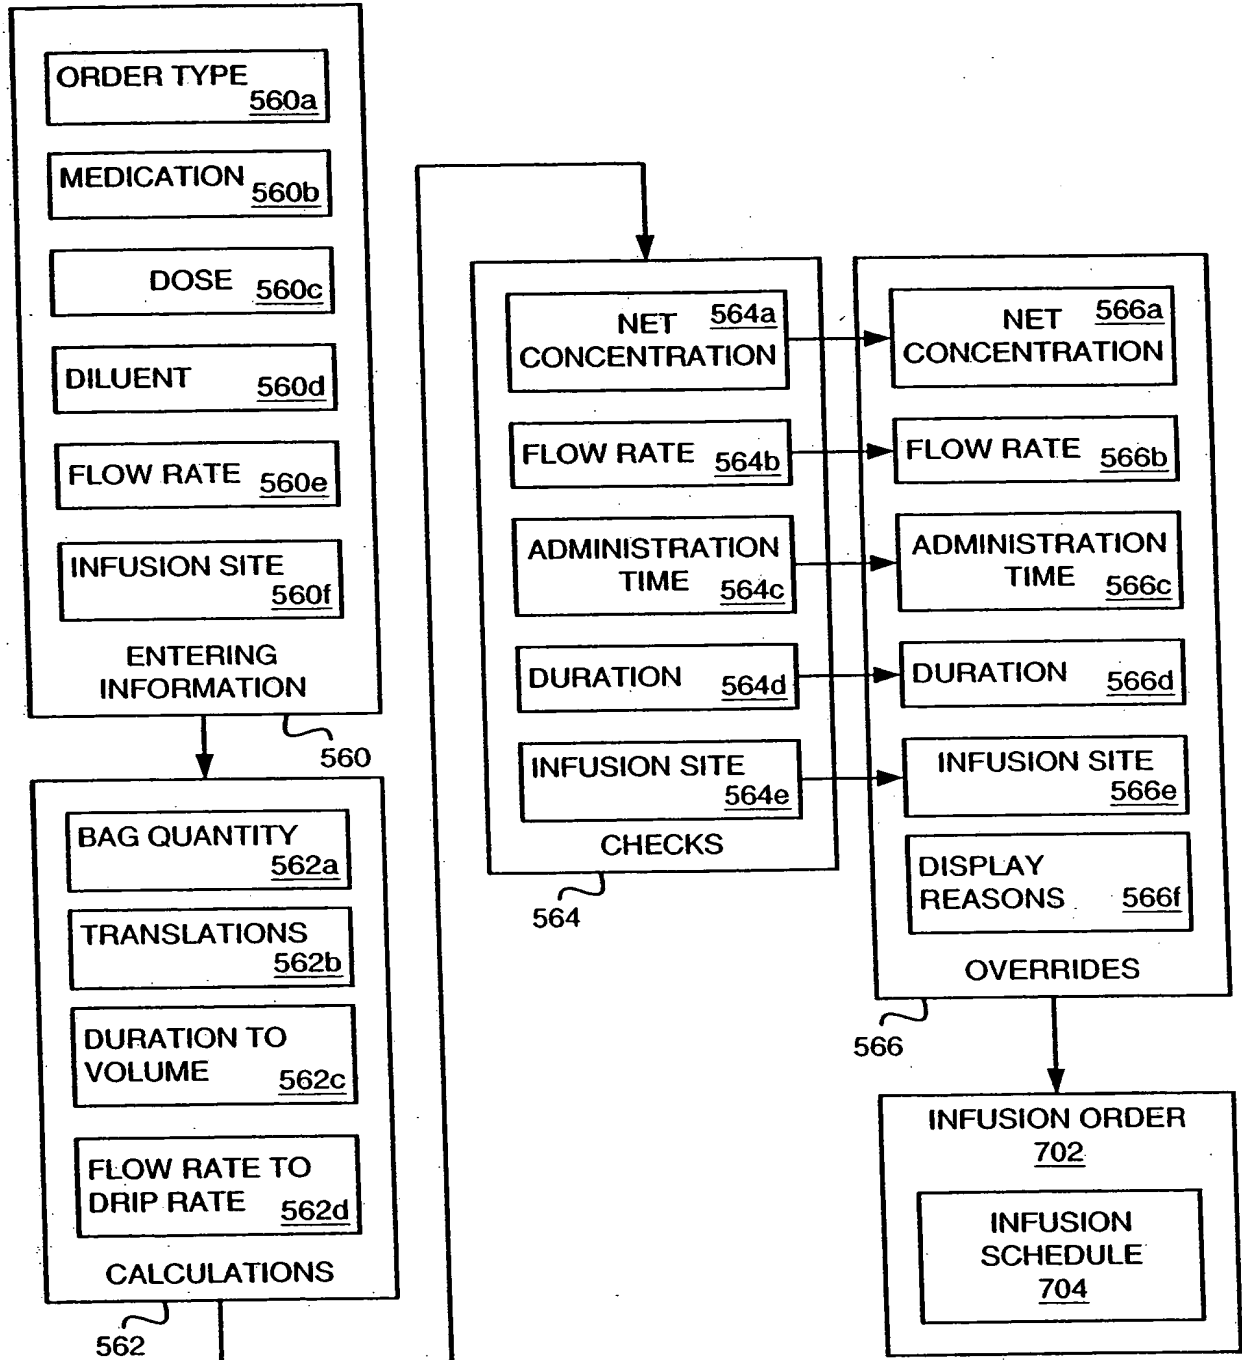 ORDER TYPE
560a
MEDICATION
560b
DOSE 560c
DILUENT 560d
FLOW RATE 560e
INFUSION SITE
560f
ENTERING
INFORMATION
560
BAG QUANTITY
562a
TRANSLATIONS
562b
DURATION TO
VOLUME 562c
FLOW RATE TO
DRIP RATE 562d
CALCULATIONS
562
NET 564a
CONCENTRATION
FLOW RATE 564b
ADMINISTRATION
TIME 564c
DURATION 564d
INFUSION SITE
564e
CHECKS
564
NET 566a
CONCENTRATION
FLOW RATE 566b
ADMINISTRATION
TIME 566c
DURATION 566d
INFUSION SITE
566e
DISPLAY
REASONS 566f
OVERRIDES
566
INFUSION ORDER
702
INFUSION
SCHEDULE
704